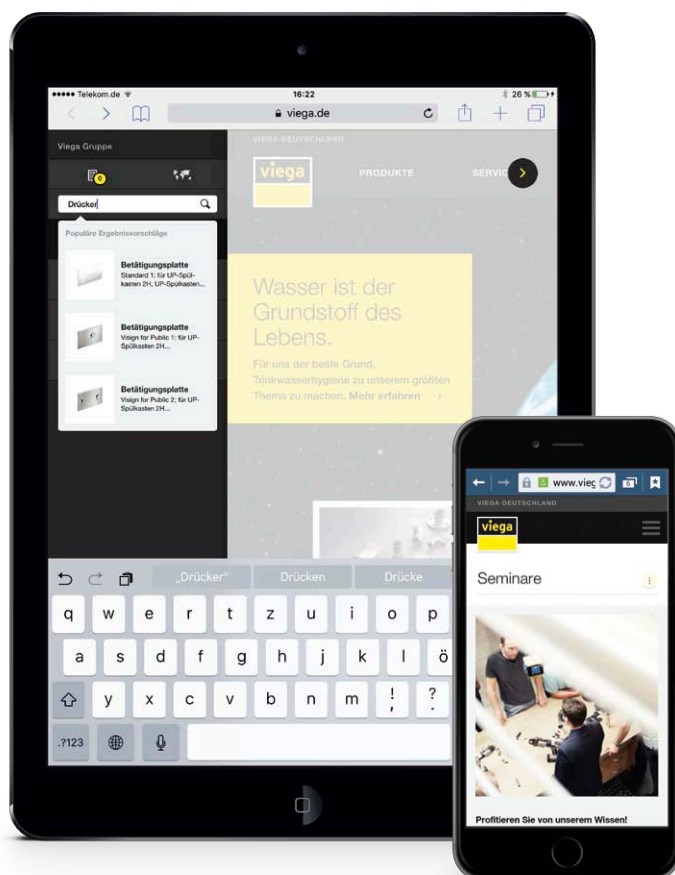 Telekom.de
16:22
26 %
viega.de
Viega Gruppe
0
Drücker
Populäre Ergebnisvorschläge
Betätigungsplatte
Standard 1; für UP-Spül-
kasten 2H, UP-Spülkasten...
Betätigungsplatte
Visign for Public 1; für UP-
Spülkasten 2H...
Betätigungsplatte
Visign for Public 2; für UP-
Spülkasten 2H...
VIEGA DEUTSCHLAND
viega
PRODUKTE
SERVIC
Wasser ist der
Grundstoff des
Lebens.
Für uns der beste Grund,
Trinkwasserhygiene zu unserem größten
Thema zu machen. Mehr erfahren ›
„Drücker“ Drücken Drücke
q w e r t z u i o p
a s d f g h j k l ö
y x c v b n m ! , ? .
.?123
www.vieg
6
VIEGA DEUTSCHLAND
viega
Seminare
i
Profitieren Sie von unserem Wissen!